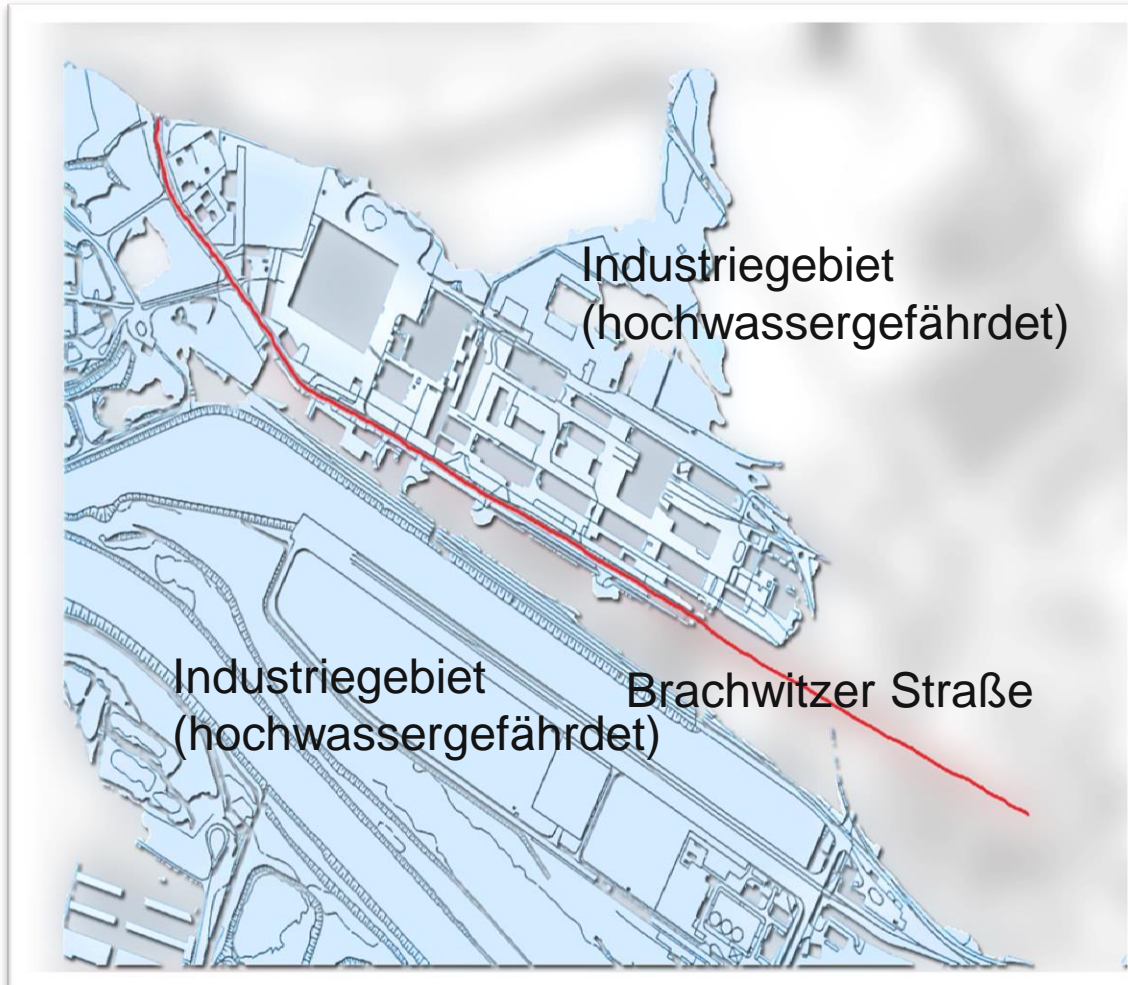 Industriegebiet
(hochwassergefährdet)
Industriegebiet
(hochwassergefährdet)
Brachwitzer Straße